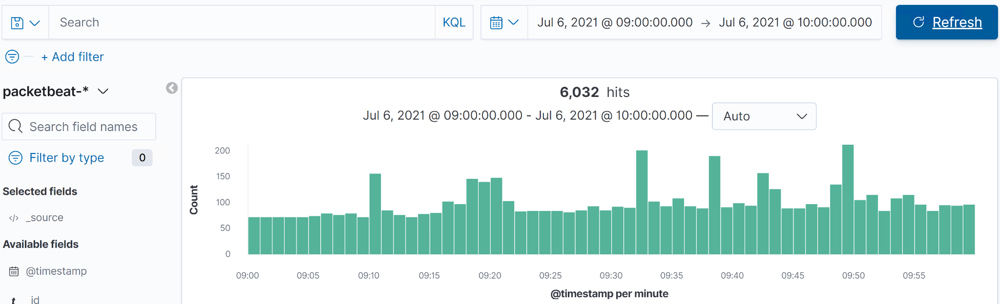 Search KQL Jul 6, 2021 @ 09:00:00.000 → Jul 6, 2021 @ 10:00:00.000 Refresh
+ Add filter
packetbeat-*
Search field names
Filter by type 0
Selected fields
</> _source
Available fields
@timestamp
t _id
6,032 hits
Jul 6, 2021 @ 09:00:00.000 - Jul 6, 2021 @ 10:00:00.000 — Auto
Count
200
150
100
50
0
09:00 09:05 09:10 09:15 09:20 09:25 09:30 09:35 09:40 09:45 09:50 09:55
@timestamp per minute